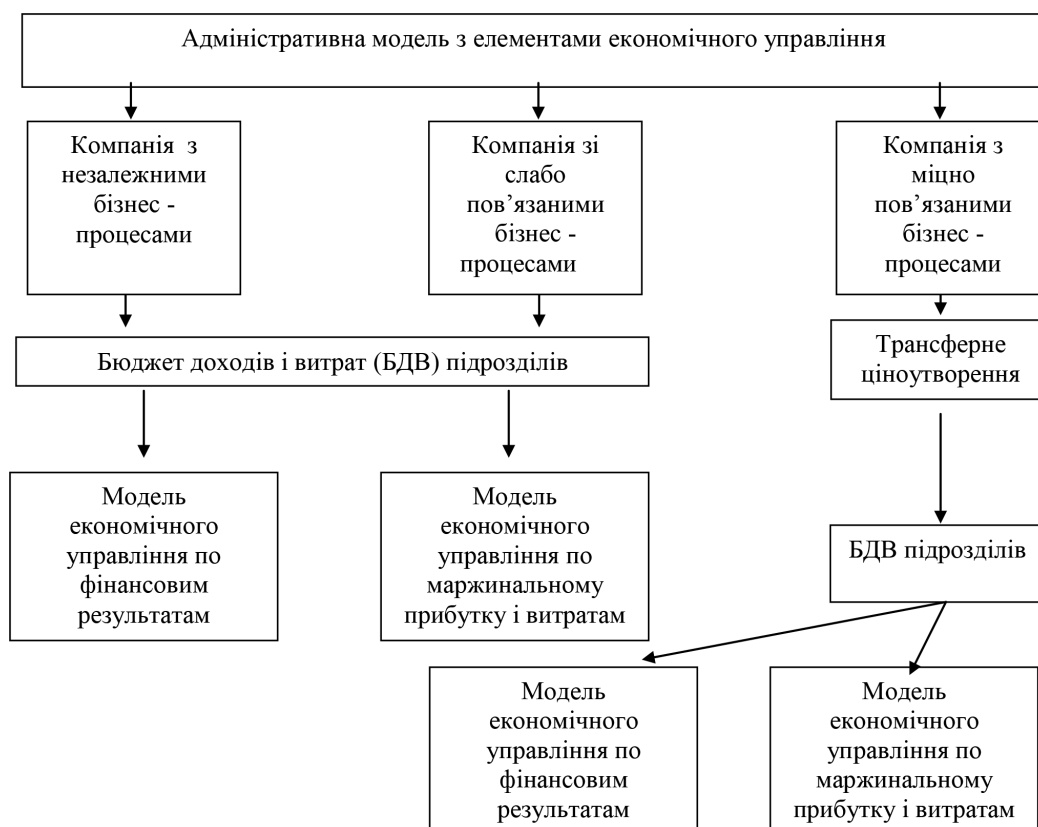 Адміністративна модель з елементами економічного управління
Компанія з
незалежними
бізнес -
процесами
Компанія зі
слабо
пов’язаними
бізнес -
процесами
Компанія з
міцно
пов’язаними
бізнес -
процесами
Бюджет доходів і витрат (БДВ) підрозділів
Трансферне
ціноутворення
Модель
економічного
управління по
фінансовим
результатам
Модель
економічного
управління по
маржинальному
прибутку і витратам
БДВ підрозділів
Модель
економічного
управління по
фінансовим
результатам
Модель
економічного
управління по
маржинальному
прибутку і витратам